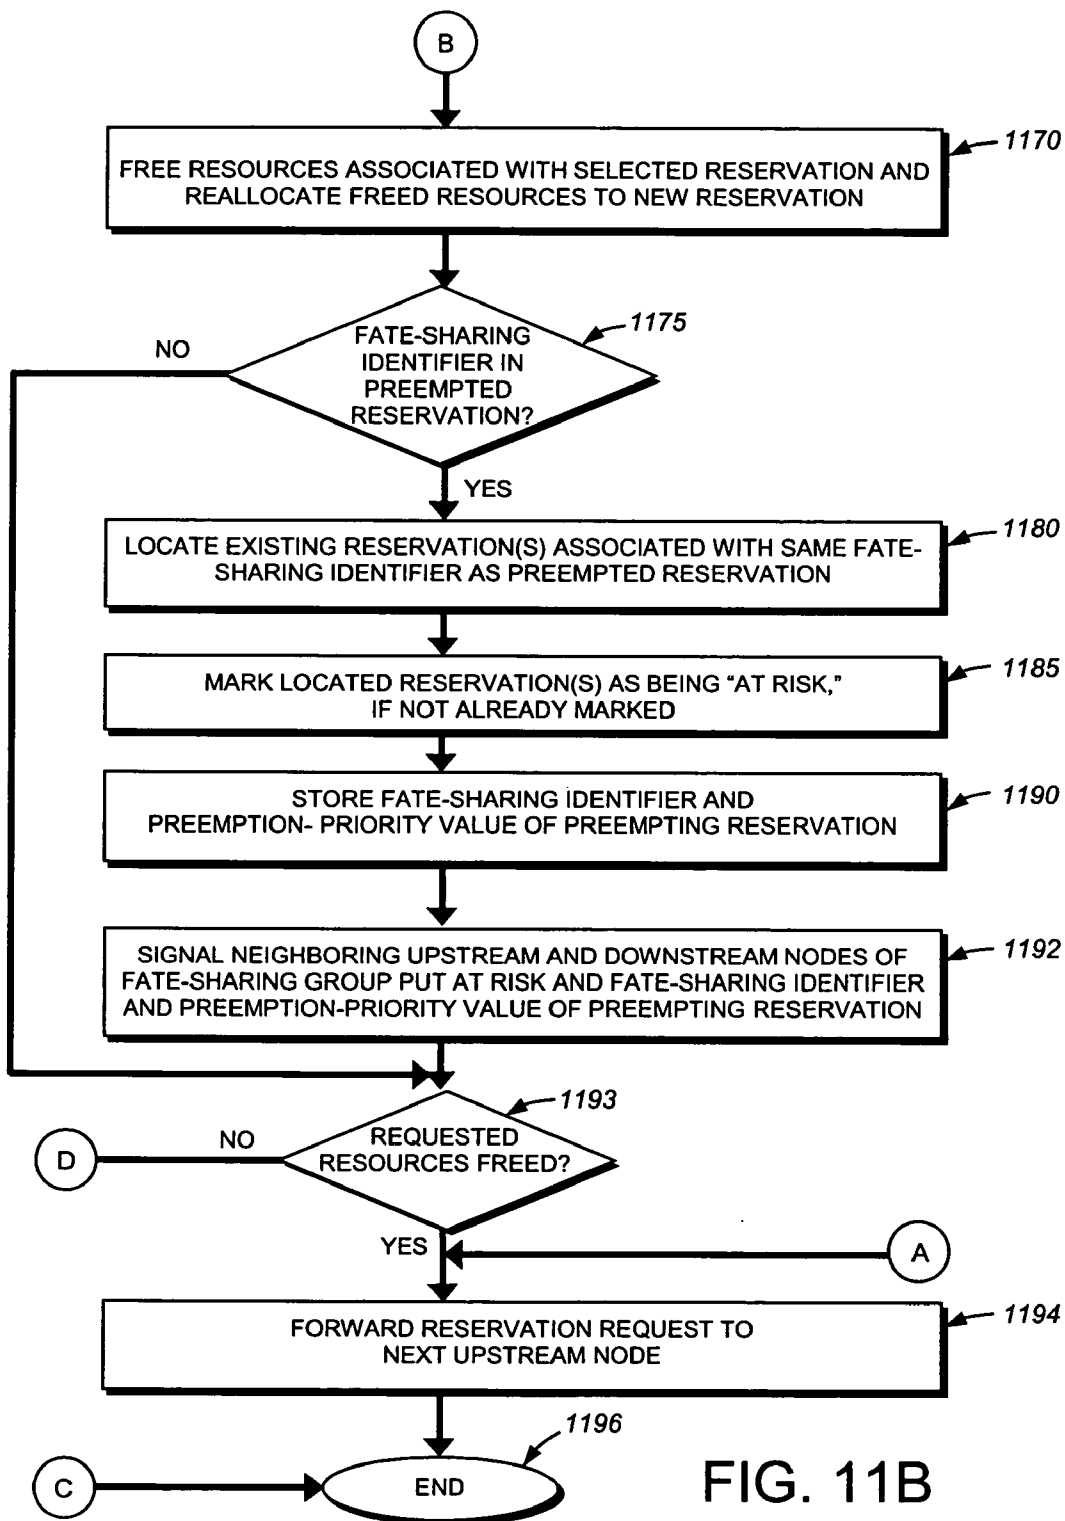 B
1170
FREE RESOURCES ASSOCIATED WITH SELECTED RESERVATION AND
REALLOCATE FREED RESOURCES TO NEW RESERVATION
1175
NO
FATE-SHARING
IDENTIFIER IN
PREEMPTED
RESERVATION?
YES
1180
LOCATE EXISTING RESERVATION(S) ASSOCIATED WITH SAME FATE-
SHARING IDENTIFIER AS PREEMPTED RESERVATION
1185
MARK LOCATED RESERVATION(S) AS BEING "AT RISK,"
IF NOT ALREADY MARKED
1190
STORE FATE-SHARING IDENTIFIER AND
PREEMPTION- PRIORITY VALUE OF PREEMPTING RESERVATION
1192
SIGNAL NEIGHBORING UPSTREAM AND DOWNSTREAM NODES OF
FATE-SHARING GROUP PUT AT RISK AND FATE-SHARING IDENTIFIER
AND PREEMPTION-PRIORITY VALUE OF PREEMPTING RESERVATION
1193
NO
D
REQUESTED
RESOURCES FREED?
YES
A
1194
FORWARD RESERVATION REQUEST TO
NEXT UPSTREAM NODE
1196
C
END
FIG. 11B